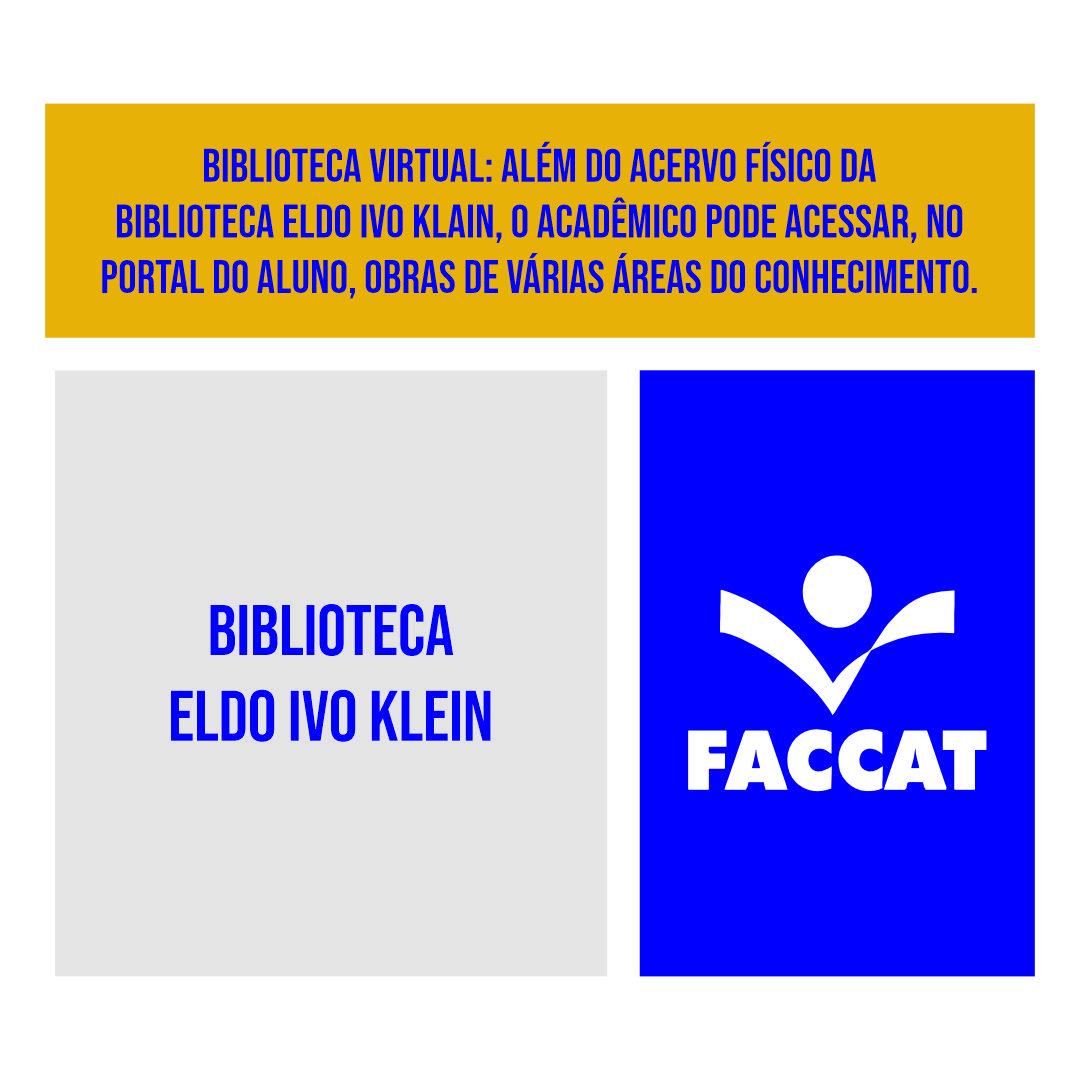 BIBLIOTECA VIRTUAL: ALÉM DO ACERVO FÍSICO DA
BIBLIOTECA ELDO IVO KLAIN, O ACADÊMICO PODE ACESSAR, NO
PORTAL DO ALUNO, OBRAS DE VÁRIAS ÁREAS DO CONHECIMENTO.
BIBLIOTECA
ELDO IVO KLEIN
FACCAT